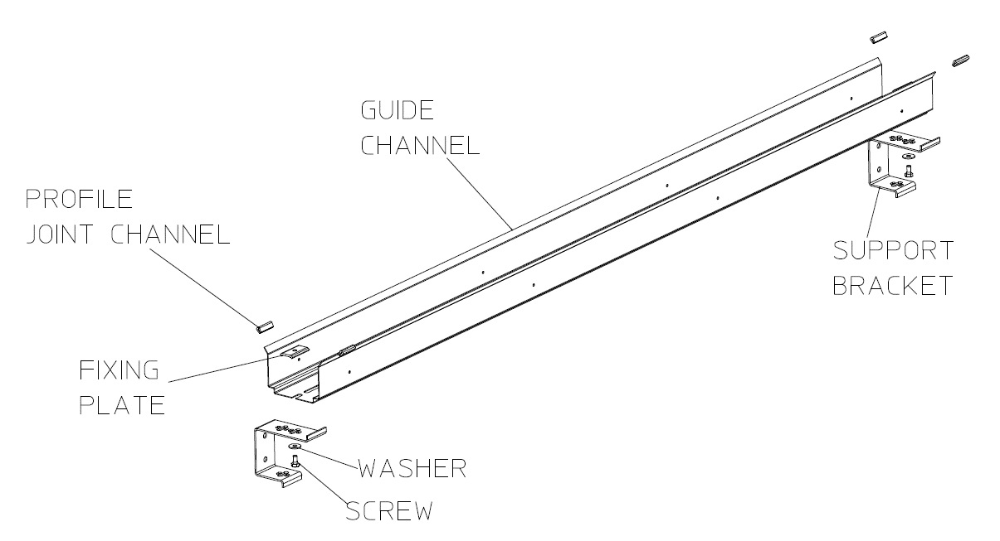 GUIDE
CHANNEL
PROFILE
JOINT CHANNEL
SUPPORT
BRACKET
FIXING
PLATE
WASHER
SCREW